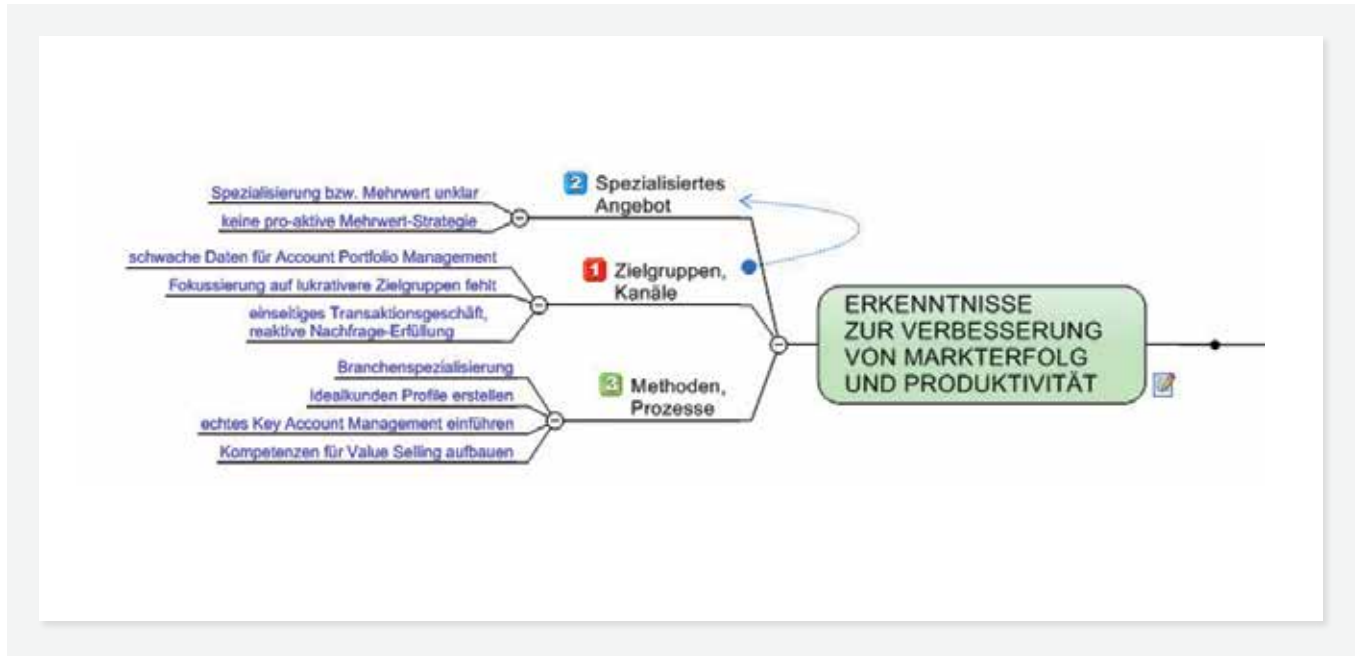 2 Spezialisiertes
Angebot
Spezialisierung bzw. Mehrwert unklar
keine pro-aktive Mehrwert-Strategie
1 Zielgruppen,
Kanäle
schwache Daten für Account Portfolio Management
Fokussierung auf lukrativere Zielgruppen fehlt
einseitiges Transaktionsgeschäft,
reaktive Nachfrage-Erfüllung
3 Methoden,
Prozesse
Branchenspezialisierung
Idealkunden Profile erstellen
echtes Key Account Management einführen
Kompetenzen für Value Selling aufbauen
ERKENNTNISSE
ZUR VERBESSERUNG
VON MARKTERFOLG
UND PRODUKTIVITÄT